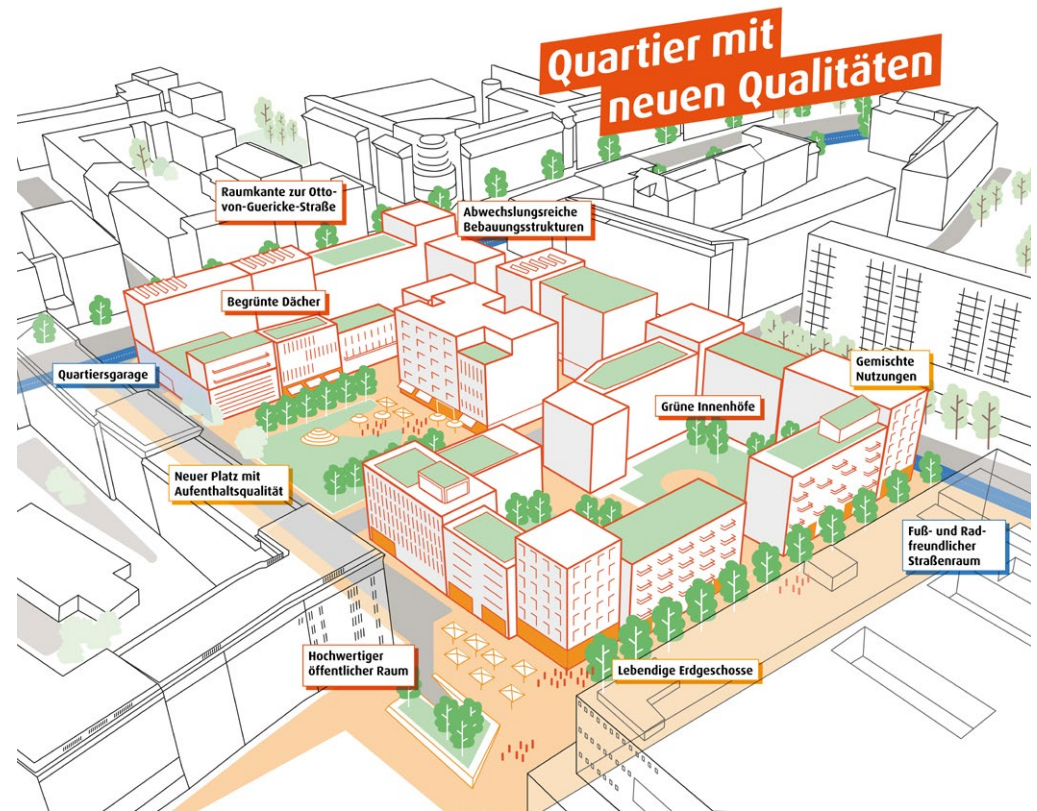 Quartier mit
neuen Qualitäten
Raumkante zur Otto-
von-Guericke-Straße
Abwechslungsreiche
Bebauungsstrukturen
Begrünte Dächer
Quartiersgarage
Gemischte
Nutzungen
Grüne Innenhöfe
Neuer Platz mit
Aufenthaltsqualität
Fuß- und Rad-
freundlicher
Straßenraum
Hochwertiger
öffentlicher Raum
Lebendige Erdgeschosse